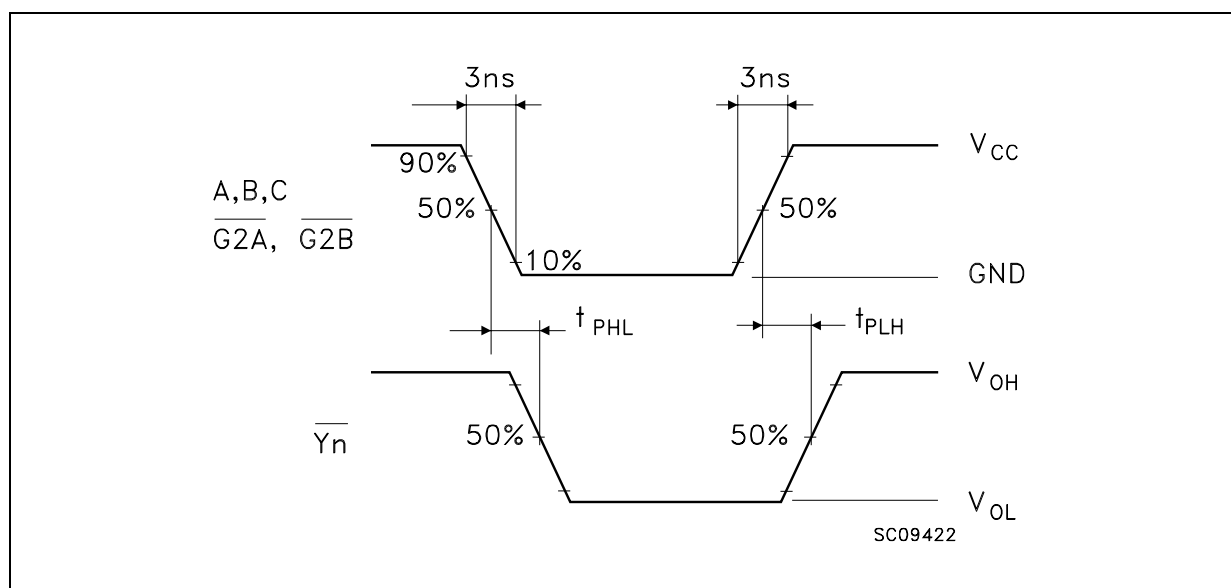 3ns 3ns
90% V_CC
A,B,C 50% 50%
G2A, G2B
10% GND
t_PHL t_PLH
V_OH
Yn 50% 50%
V_OL
SC09422